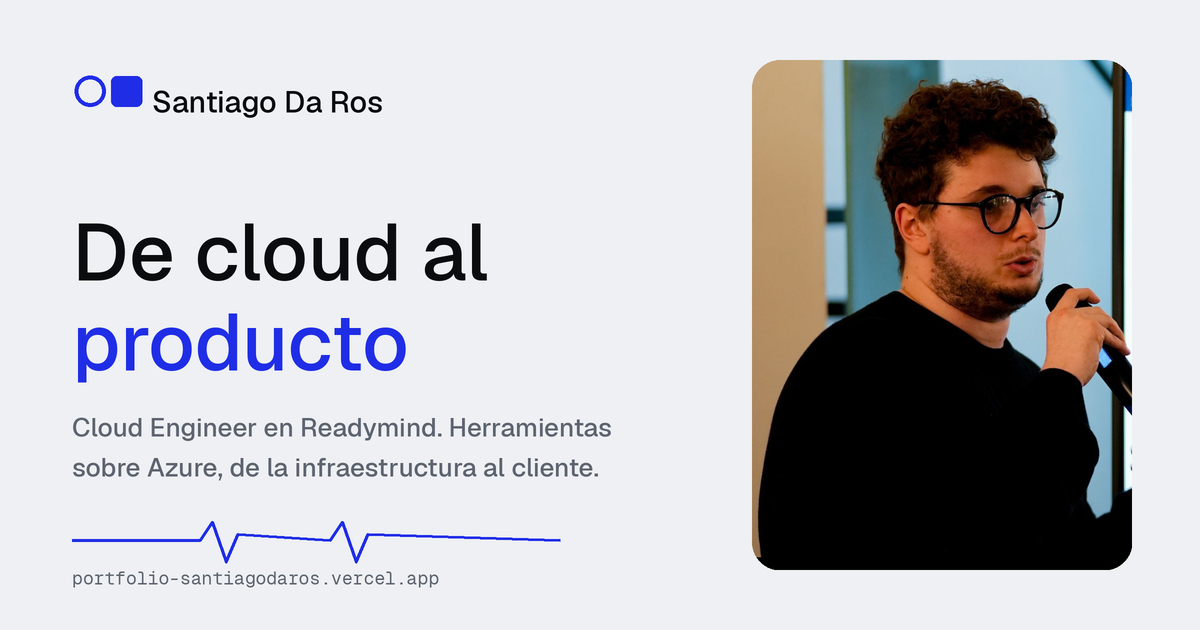 Santiago Da Ros
De cloud al
producto
Cloud Engineer en Readymind. Herramientas
sobre Azure, de la infraestructura al cliente.
portfolio-santiagodaros.vercel.app